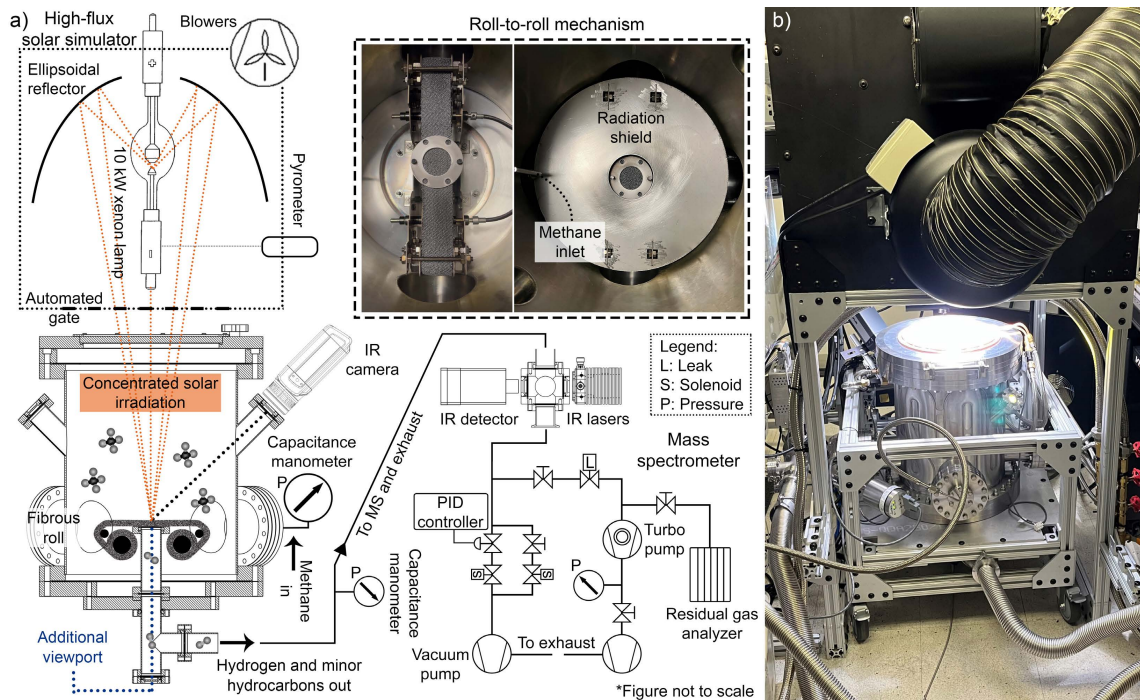 a)
High-flux
solar simulator
Blowers
Ellipsoidal
reflector
10 kW xenon lamp
Pyrometer
Automated
gate
Roll-to-roll mechanism
Radiation
shield
Methane
inlet
Concentrated solar
irradiation
IR
camera
Capacitance
manometer
P
Fibrous
roll
Methane
in
Additional
viewport
Hydrogen and minor
hydrocarbons out
To MS and exhaust
P
Capacitance
manometer
IR detector
IR lasers
Legend:
L: Leak
S: Solenoid
P: Pressure
Mass
spectrometer
L
PID
controller
S
S
Turbo
pump
P
Residual gas
analyzer
To exhaust
Vacuum
pump
*Figure not to scale
b)